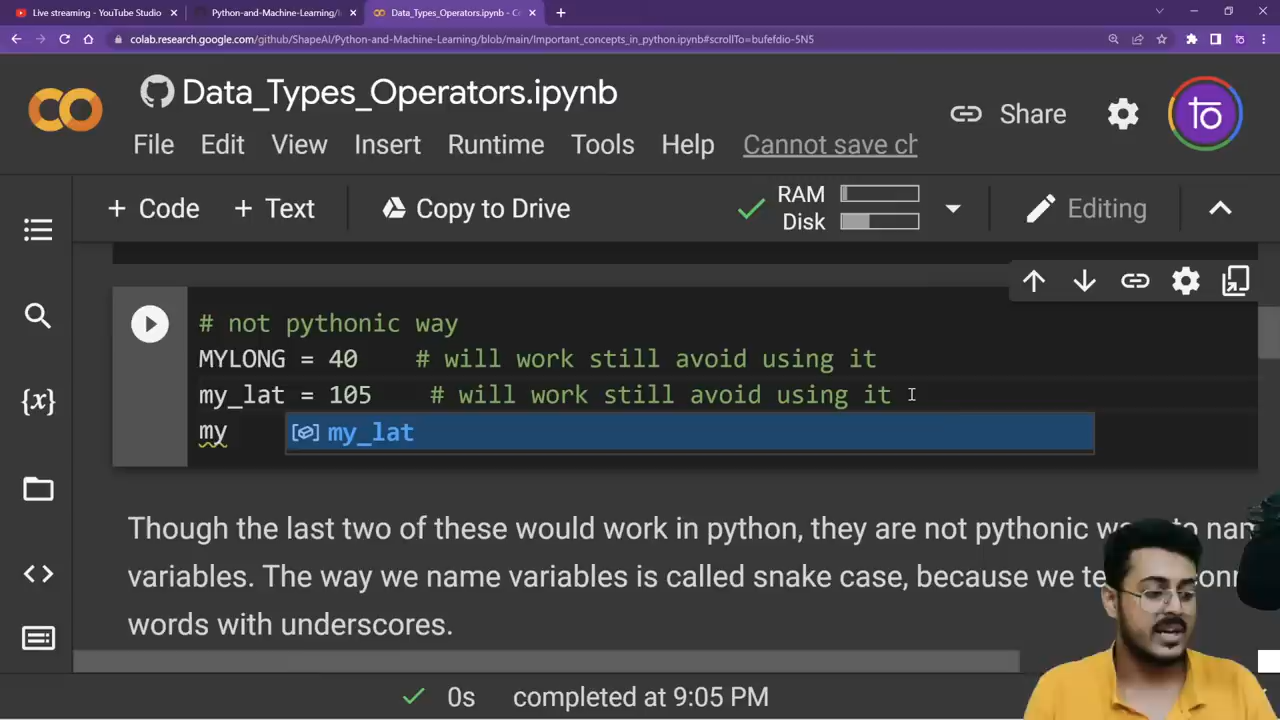 Live streaming - YouTube Studio
Python-and-Machine-Learning/
Data_Types_Operators.ipynb - C
colab.research.google.com/github/ShapeAI/Python-and-Machine-Learning/blob/main/Important_concepts_in_python.ipynb#scrollTo=bufefdio-5N5
to
Data_Types_Operators.ipynb
Share
to
File Edit View Insert Runtime Tools Help Cannot save ch
+ Code + Text Copy to Drive
RAM
Disk
Editing
# not pythonic way
MYLONG = 40 # will work still avoid using it
my_lat = 105 # will work still avoid using it
my
my_lat
{x}
Though the last two of these would work in python, they are not pythonic w
variables. The way we name variables is called snake case, because we te
words with underscores.
0s completed at 9:05 PM